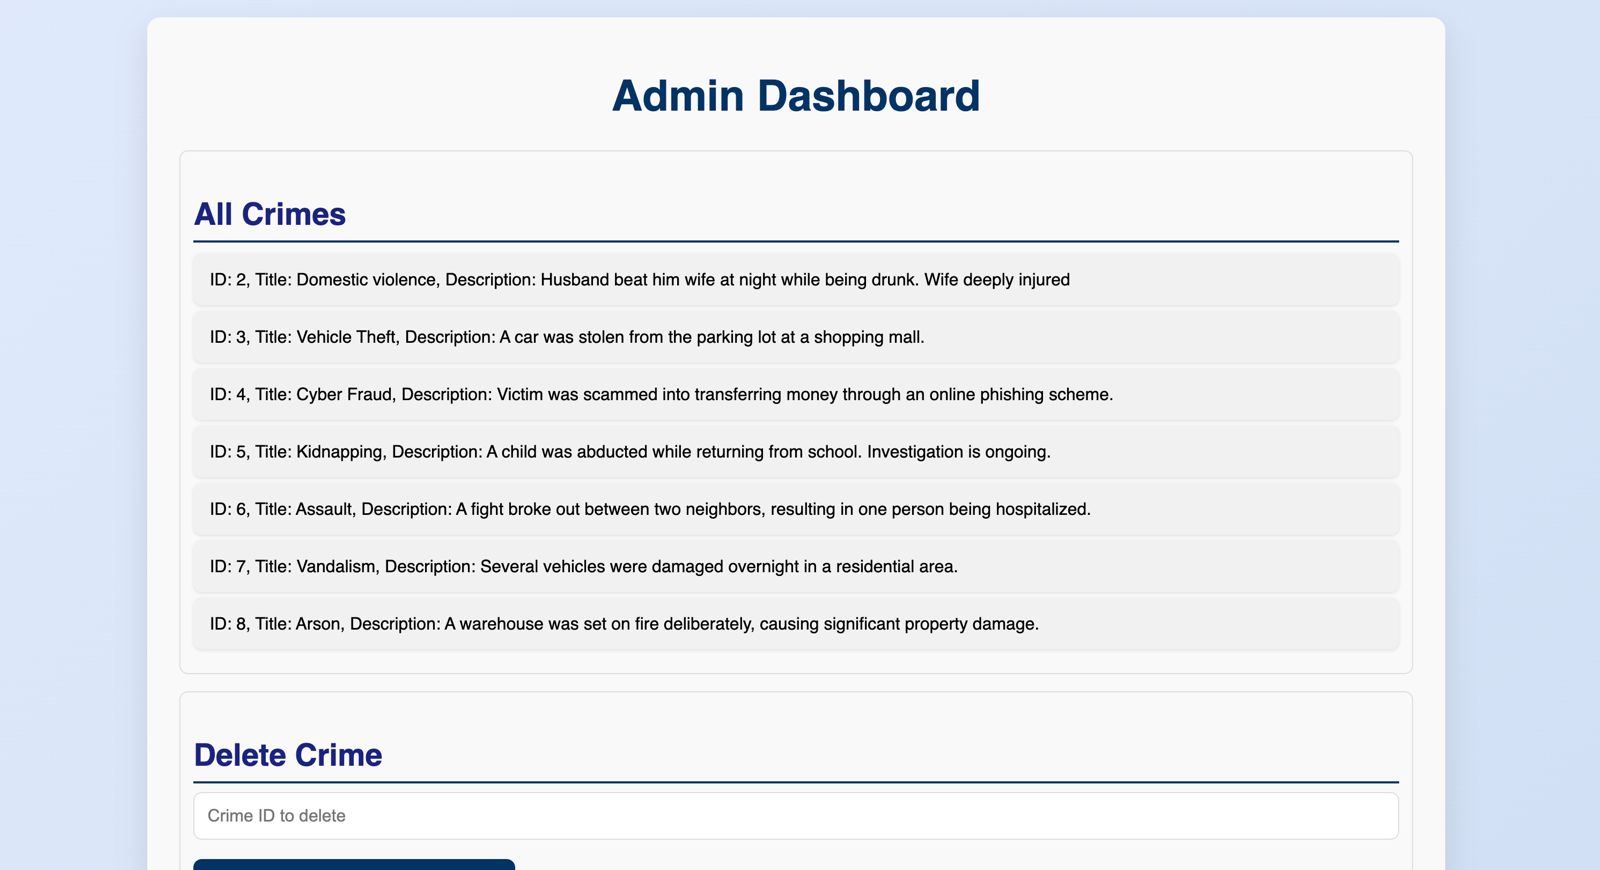 Admin Dashboard
All Crimes
ID: 2, Title: Domestic violence, Description: Husband beat him wife at night while being drunk. Wife deeply injured
ID: 3, Title: Vehicle Theft, Description: A car was stolen from the parking lot at a shopping mall.
ID: 4, Title: Cyber Fraud, Description: Victim was scammed into transferring money through an online phishing scheme.
ID: 5, Title: Kidnapping, Description: A child was abducted while returning from school. Investigation is ongoing.
ID: 6, Title: Assault, Description: A fight broke out between two neighbors, resulting in one person being hospitalized.
ID: 7, Title: Vandalism, Description: Several vehicles were damaged overnight in a residential area.
ID: 8, Title: Arson, Description: A warehouse was set on fire deliberately, causing significant property damage.
Delete Crime
Crime ID to delete